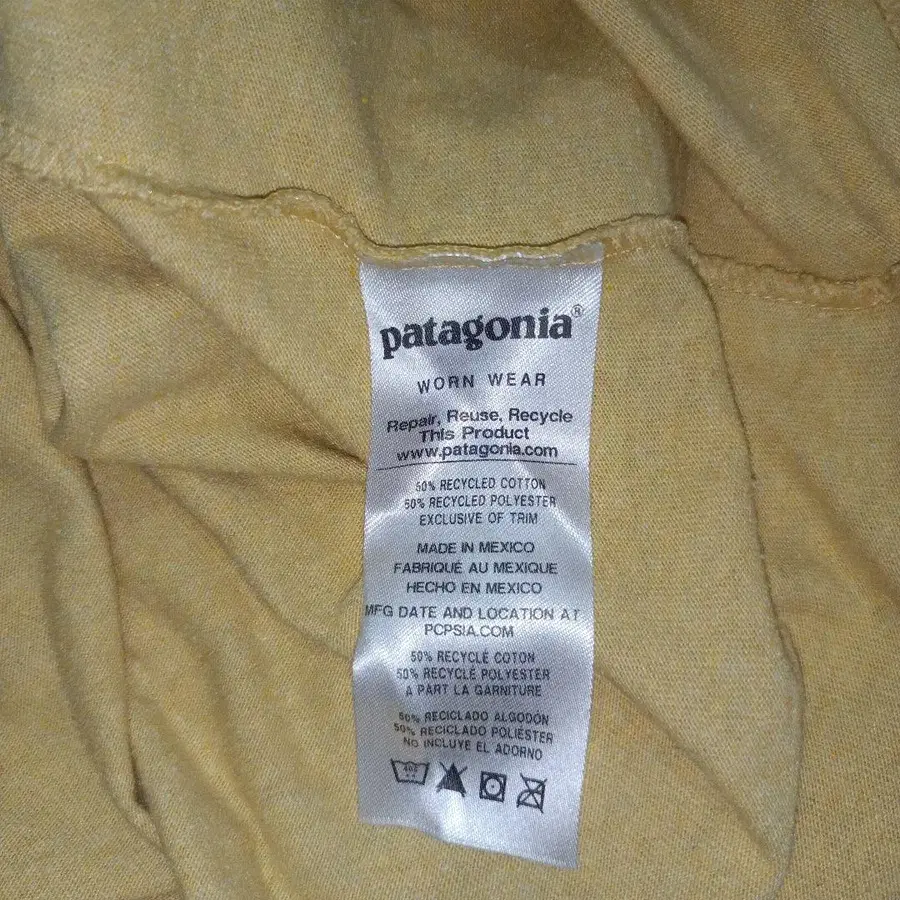 patagonia®
WORN WEAR
Repair, Reuse, Recycle
This Product
www.patagonia.com
50% RECYCLED COTTON
50% RECYCLED POLYESTER
EXCLUSIVE OF TRIM
MADE IN MEXICO
FABRIQUÉ AU MEXIQUE
HECHO EN MEXICO
MFG DATE AND LOCATION AT
PCPSIA.COM
50% RECYCLÉ COTON
50% RECYCLÉ POLYESTER
A PART LA GARNITURE
50% RECICLADO ALGODÓN
50% RECICLADO POLIÉSTER
NO INCLUYE EL ADORNO